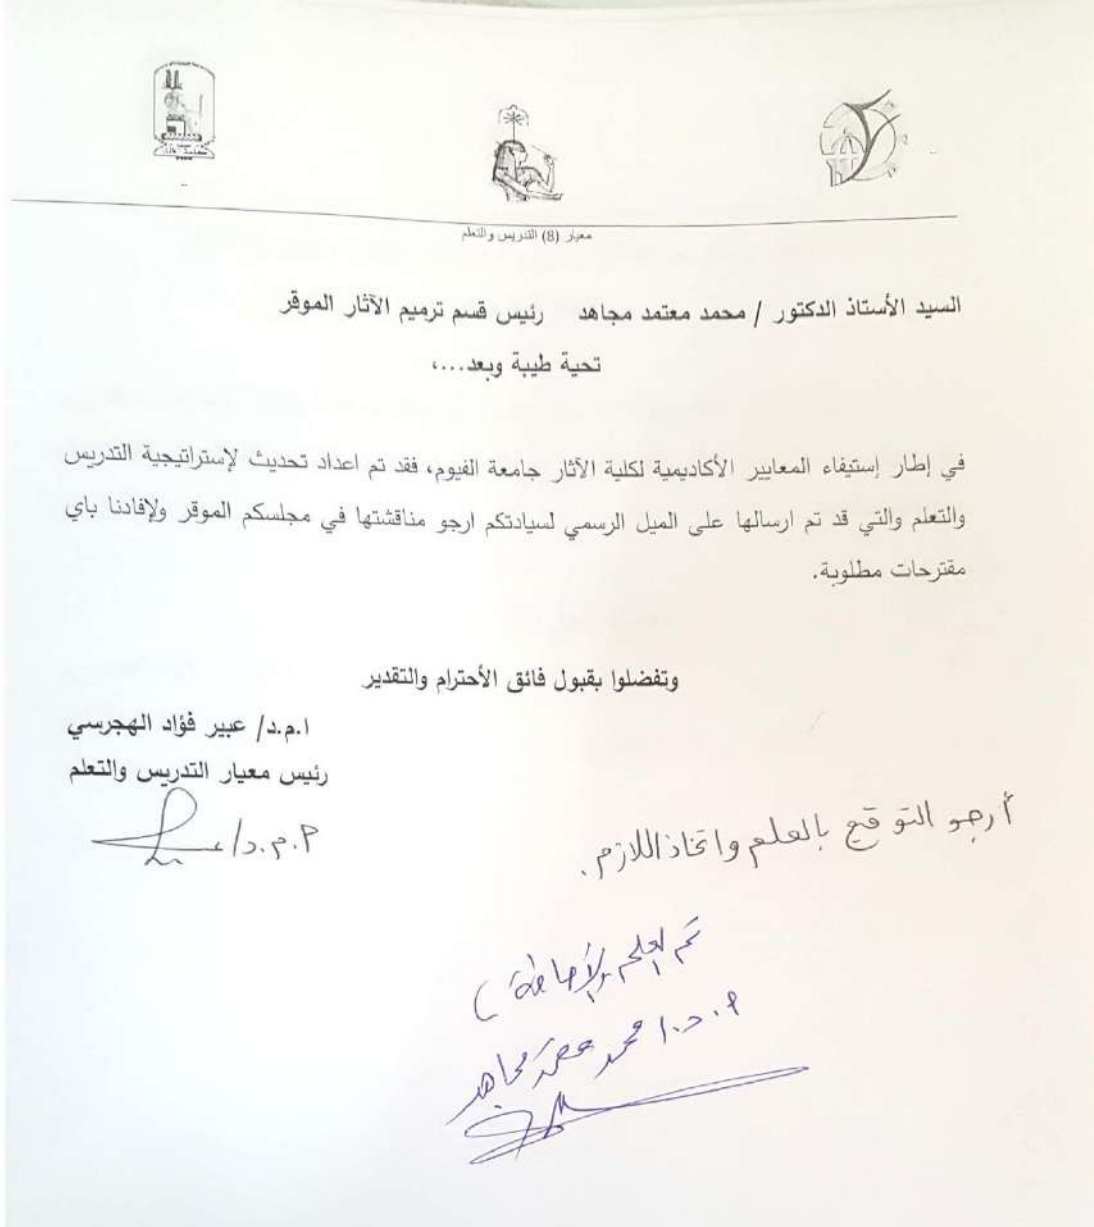 معيار (8) التدريس والتعلم
السيد الأستاذ الدكتور / محمد معتمد مجاهد رئيس قسم ترميم الآثار الموقر
تحية طيبة وبعد...،
في إطار إستيفاء المعايير الأكاديمية لكلية الآثار جامعة الفيوم، فقد تم اعداد تحديث لإستراتيجية التدريس
والتعلم والتي قد تم ارسالها على الميل الرسمي لسيادتكم ارجو مناقشتها في مجلسكم الموقر ولإفادنا باي
مقترحات مطلوبة.
وتفضلوا بقبول فائق الأحترام والتقدير
ا.م.د/ عبير فؤاد الهجرسي
رئيس معيار التدريس والتعلم
أ.م.د/
أرجو التوقيع بالعلم واتخاذ اللازم.
تم العلم والإحاطة
أ.د./ محمد معتمد مجاهد